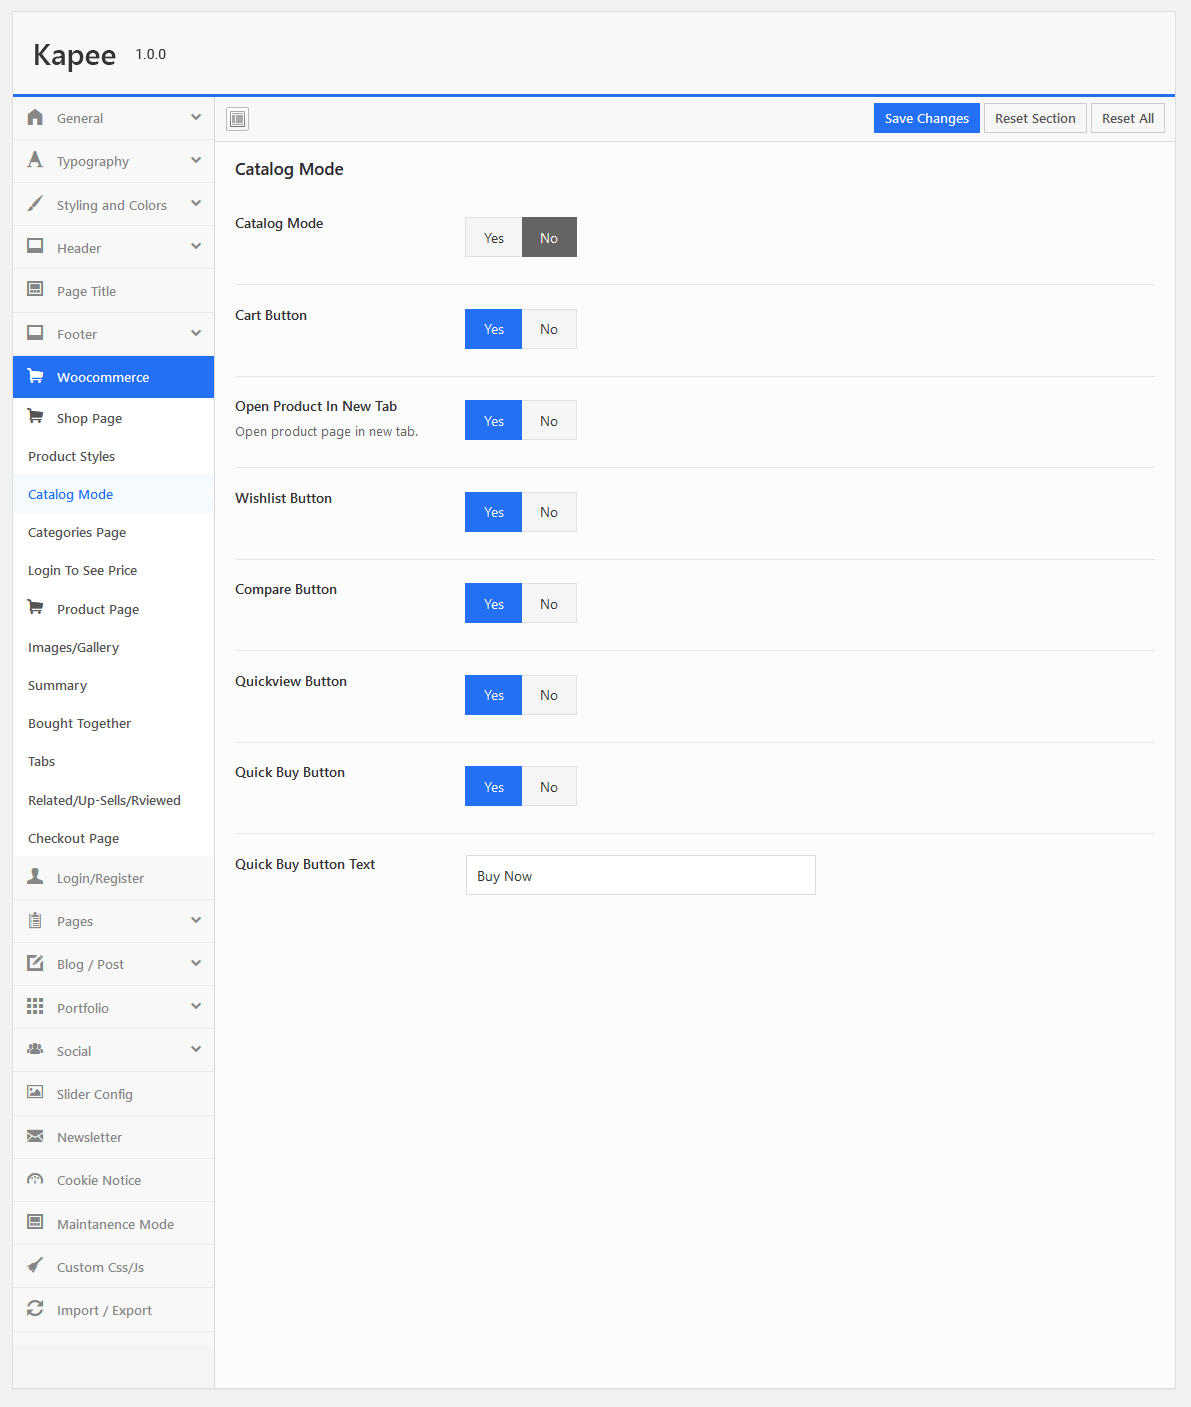 Kapee 1.0.0
General
Typography
Styling and Colors
Header
Page Title
Footer
Woocommerce
Shop Page
Product Styles
Catalog Mode
Categories Page
Login To See Price
Product Page
Images/Gallery
Summary
Bought Together
Tabs
Related/Up-Sells/Rviewed
Checkout Page
Login/Register
Pages
Blog / Post
Portfolio
Social
Slider Config
Newsletter
Cookie Notice
Maintanence Mode
Custom Css/Js
Import / Export
Save Changes Reset Section Reset All
Catalog Mode
Catalog Mode Yes No
Cart Button Yes No
Open Product In New Tab Yes No
Open product page in new tab.
Wishlist Button Yes No
Compare Button Yes No
Quickview Button Yes No
Quick Buy Button Yes No
Quick Buy Button Text Buy Now